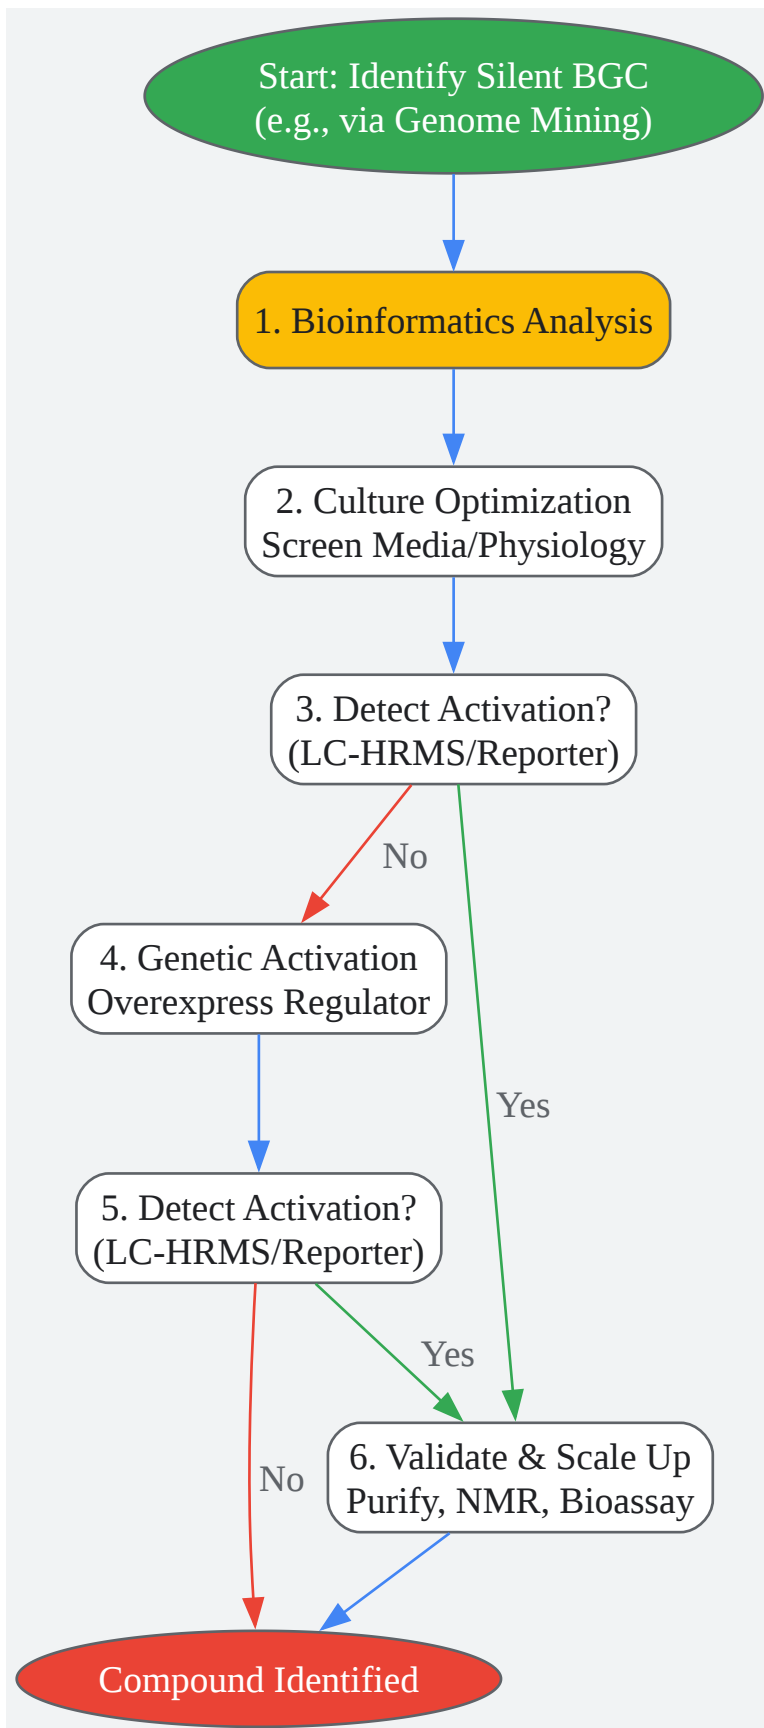 Start: Identify Silent BGC
(e.g., via Genome Mining)
1. Bioinformatics Analysis
2. Culture Optimization
Screen Media/Physiology
3. Detect Activation?
(LC-HRMS/Reporter)
No
4. Genetic Activation
Overexpress Regulator
Yes
5. Detect Activation?
(LC-HRMS/Reporter)
Yes
6. Validate & Scale Up
Purify, NMR, Bioassay
No
Compound Identified